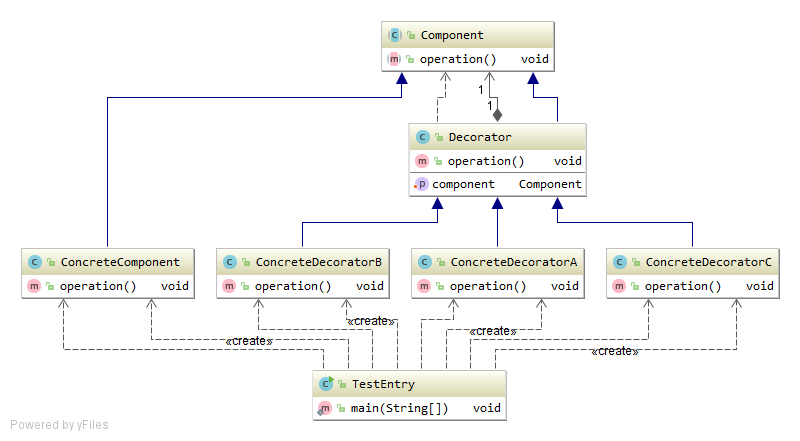 Component
operation() void
1
1
Decorator
operation() void
component Component
ConcreteComponent
operation() void
ConcreteDecoratorB
operation() void
ConcreteDecoratorA
operation() void
ConcreteDecoratorC
operation() void
«create»
«create»
«create»
«create»
TestEntry
main(String[]) void
Powered by yFiles